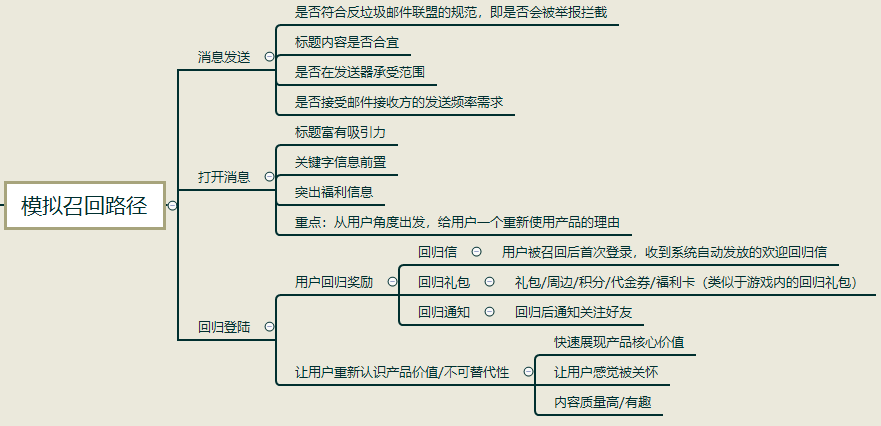 是否符合反垃圾邮件联盟的规范，即是否会被举报拦截
消息发送
标题内容是否合宜
是否在发送器承受范围
是否接受邮件接收方的发送频率需求
标题富有吸引力
关键字信息前置
打开消息
突出福利信息
模拟召回路径
重点：从用户角度出发，给用户一个重新使用产品的理由
回归信
用户被召回后首次登录，收到系统自动发放的欢迎回归信
用户回归奖励
回归礼包
礼包/周边/积分/代金券/福利卡（类似于游戏内的回归礼包）
回归通知
回归后通知关注好友
回归登陆
快速展现产品核心价值
让用户重新认识产品价值/不可替代性
让用户感觉被关怀
内容质量高/有趣